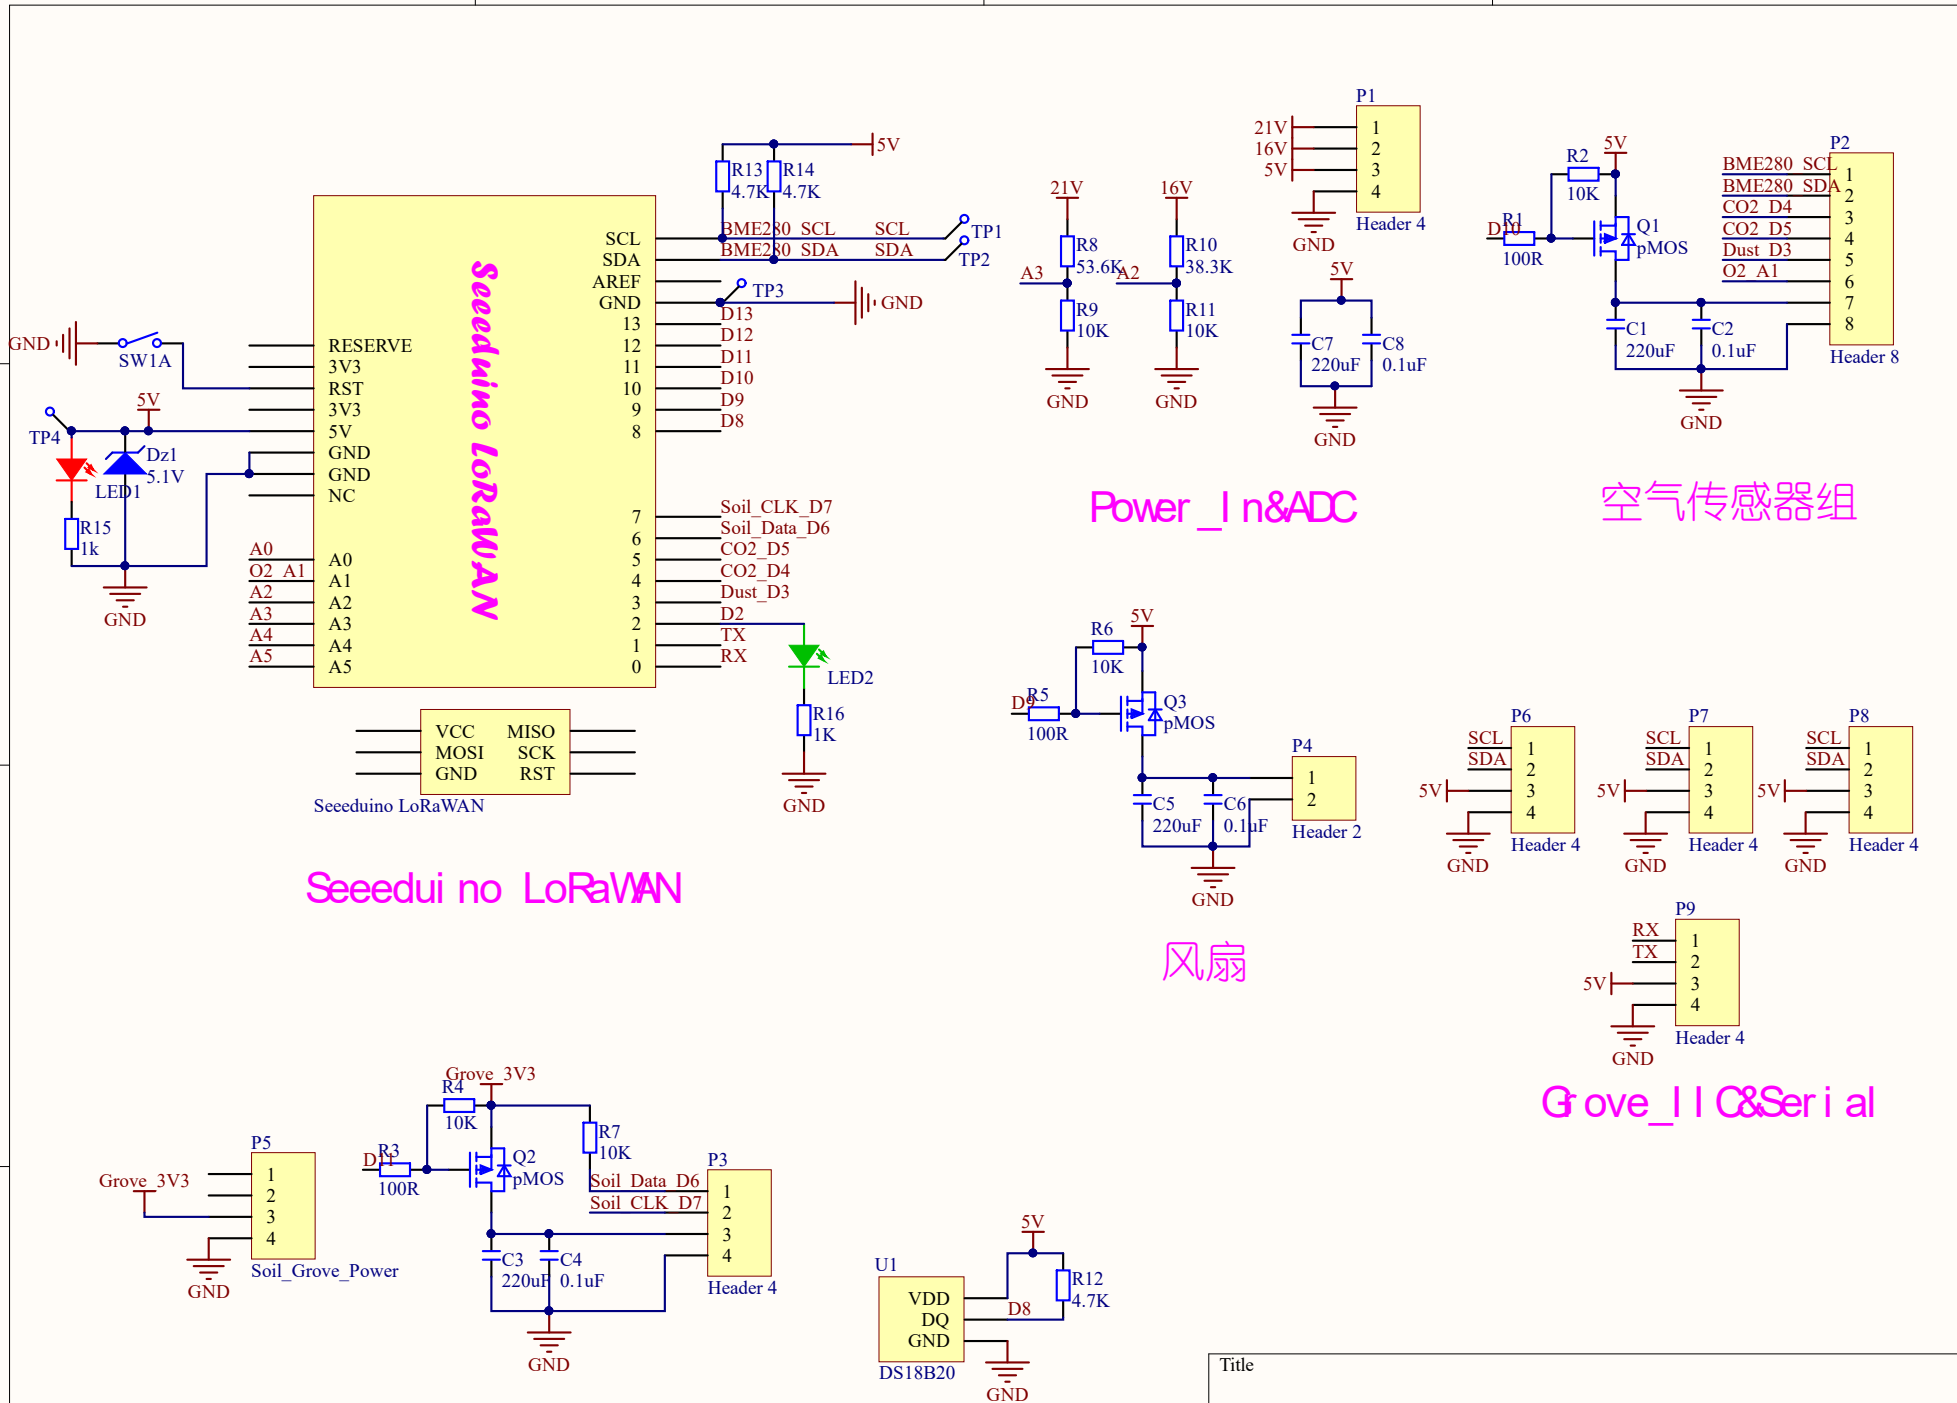 5V
R13
4.7K
R14
4.7K
BME280_SCL
SCL
BME280_SDA
SDA
TP1
TP2
TP3
GND
SCL
SDA
AREF
GND
13
12
11
10
9
8
D13
D12
D11
D10
D9
D8
GND
SW1A
5V
TP4
Dz1
5.1V
LED1
R15
1k
GND
RESERVE
3V3
RST
3V3
5V
GND
GND
NC
Seeeduino LoRaWAN
A0
O2_A1
A2
A3
A4
A5
A0
A1
A2
A3
A4
A5
7
6
5
4
3
2
1
0
Soil_CLK_D7
Soil_Data_D6
CO2_D5
CO2_D4
Dust_D3
D2
TX
RX
LED2
R16
1K
GND
VCC
MOSI
GND
MISO
SCK
RST
Seeeduino LoRaWAN
Seeeduino LoRaWAN
21V
R8
53.6K
A3
R9
10K
GND
16V
R10
38.3K
A2
R11
10K
GND
P1
21V
16V
5V
1
2
3
4
Header 4
GND
5V
C7
220uF
C8
0.1uF
GND
Power_In&ADC
5V
R2
10K
D10
R1
100R
Q1
pMOS
C1
220uF
C2
0.1uF
GND
P2
BME280_SCL
BME280_SDA
CO2_D4
CO2_D5
Dust_D3
O2_A1
1
2
3
4
5
6
7
8
Header 8
空气传感器组
5V
R6
10K
D9
R5
100R
Q3
pMOS
C5
220uF
C6
0.1uF
GND
P4
1
2
Header 2
风扇
P6
SCL
SDA
5V
1
2
3
4
GND
Header 4
P7
SCL
SDA
5V
1
2
3
4
GND
Header 4
P8
SCL
SDA
5V
1
2
3
4
GND
Header 4
P9
RX
TX
5V
1
2
3
4
GND
Header 4
Grove_IIC&Serial
P5
Grove_3V3
1
2
3
4
GND
Soil_Grove_Power
Grove_3V3
R4
10K
D11
R3
100R
Q2
pMOS
R7
10K
Soil_Data_D6
Soil_CLK_D7
P3
1
2
3
4
Header 4
C3
220uF
C4
0.1uF
GND
5V
U1
VDD
DQ
GND
DS18B20
D8
R12
4.7K
GND
Title